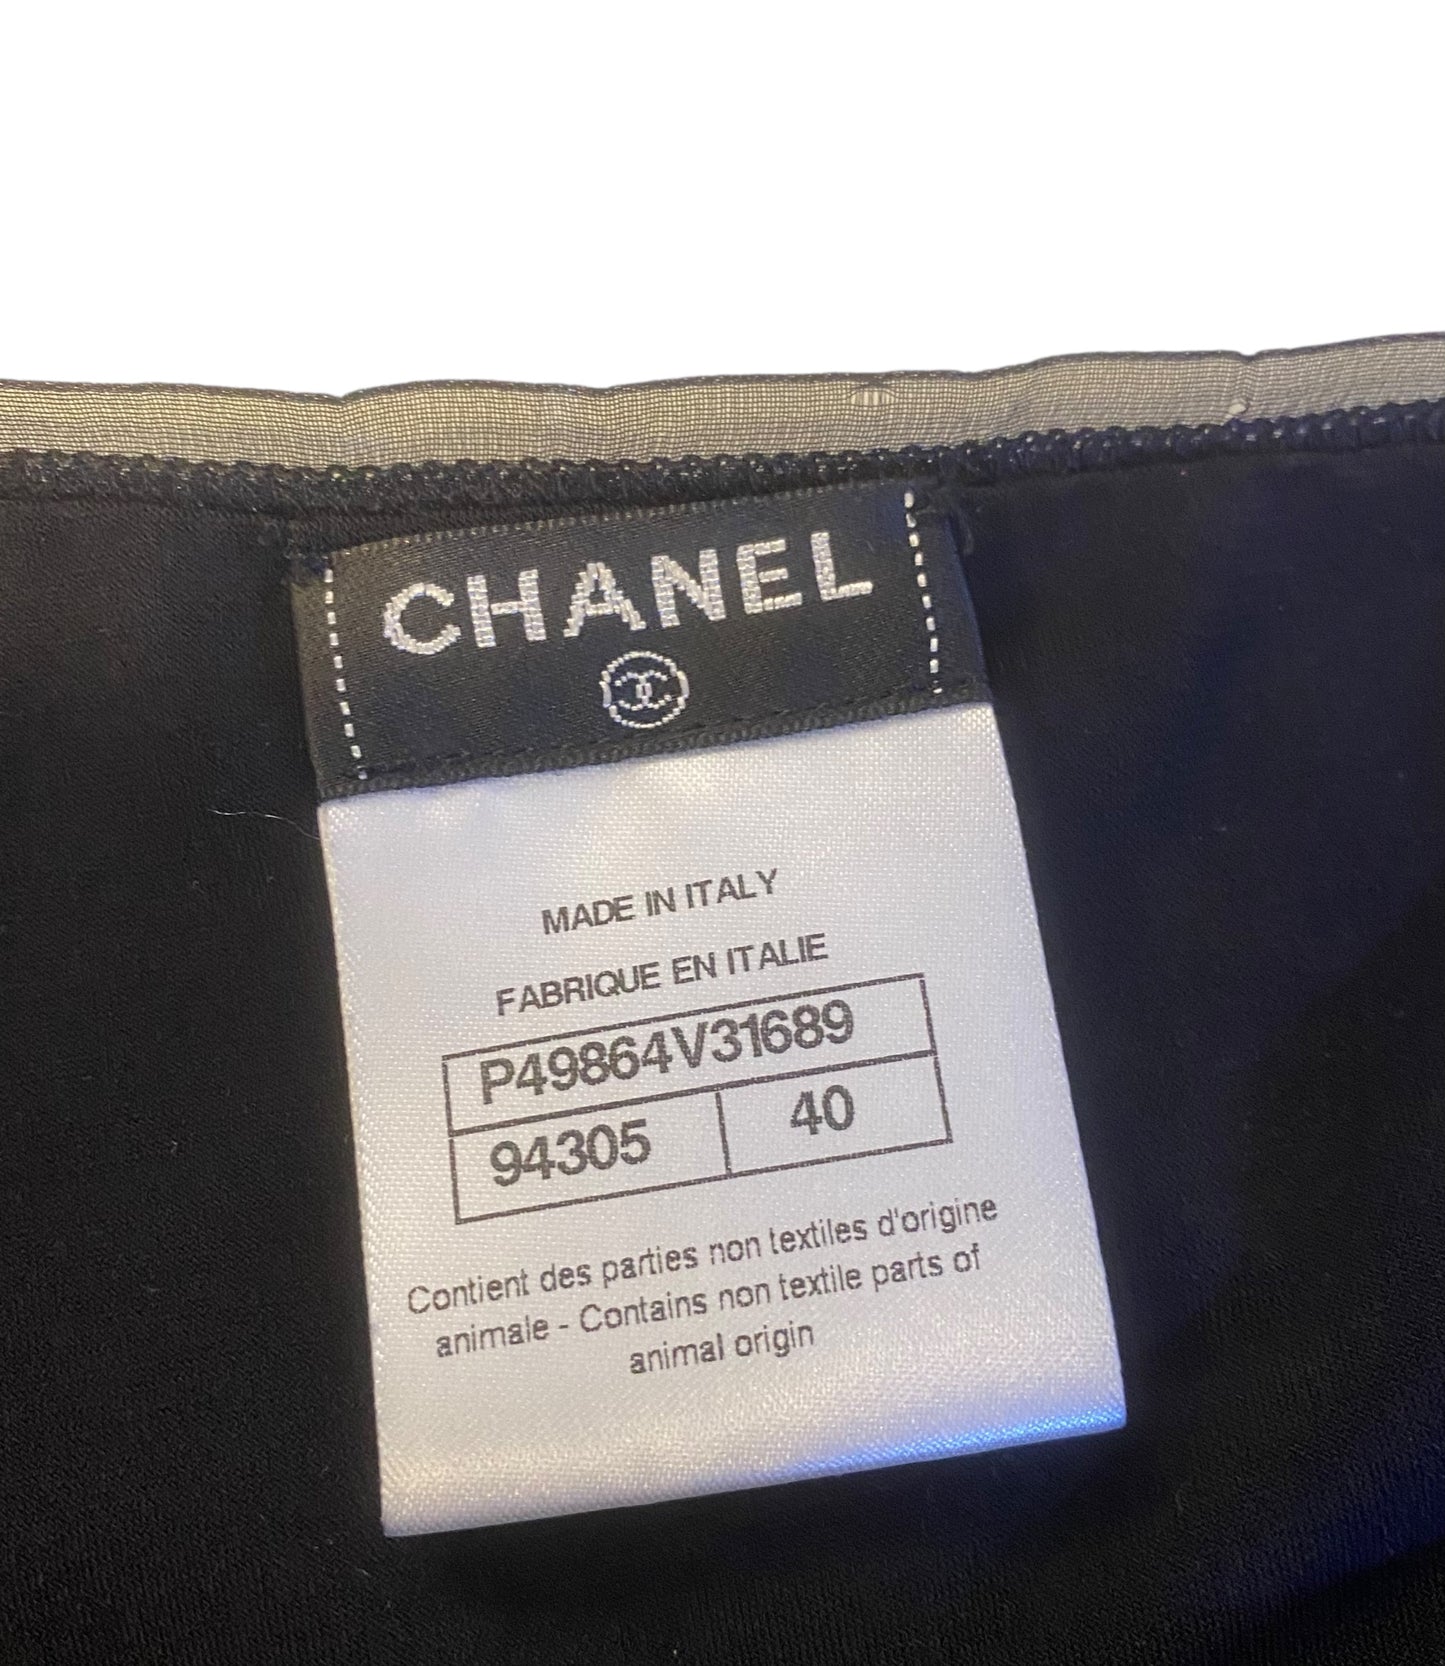 CHANEL
MADE IN ITALY
FABRIQUE EN ITALIE
P49864V31689
94305 40
Contient des parties non textiles d'origine
animale - Contains non textile parts of
animal origin